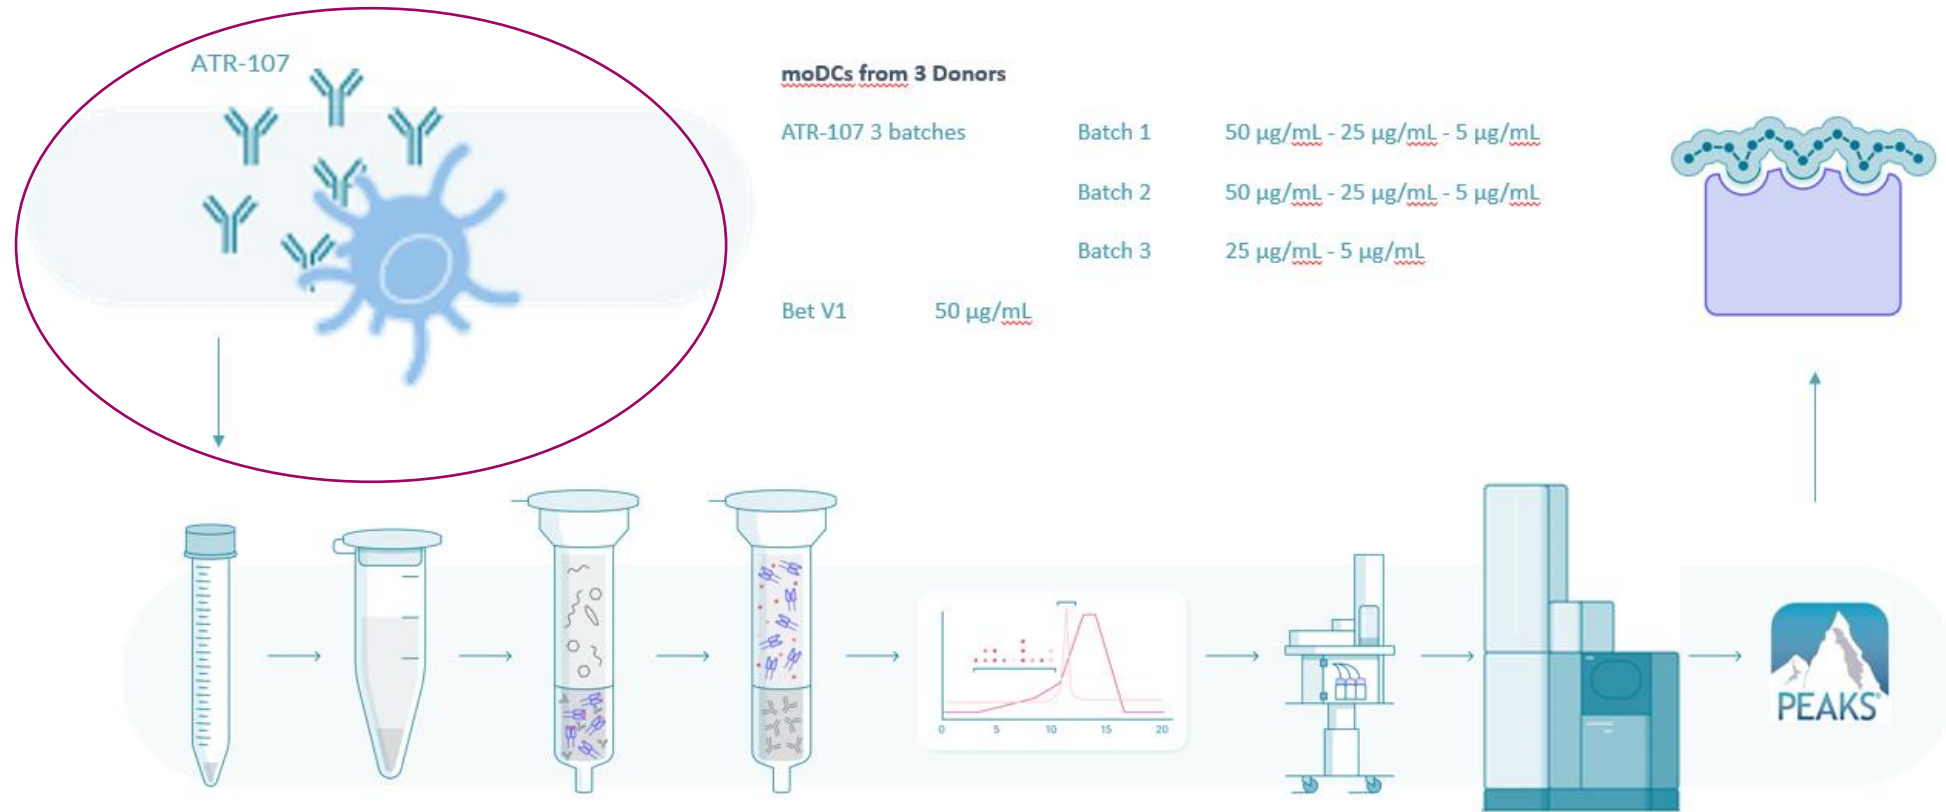 ATR-107
moDCs from 3 Donors
ATR-107 3 batches Batch 1 50 µg/mL - 25 µg/mL - 5 µg/mL
Batch 2 50 µg/mL - 25 µg/mL - 5 µg/mL
Batch 3 25 µg/mL - 5 µg/mL
Bet V1 50 µg/mL
0 5 10 15 20
PEAKS®